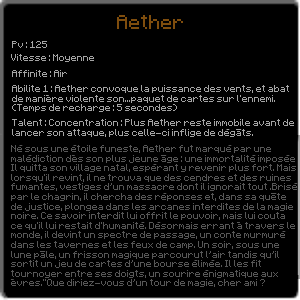 Aether
Pv : 125
Vitesse : Moyenne
Affinite : Air
Abilite 1 : Aether convoque la puissance des vents, et abat
de manière violente son...paquet de cartes sur l'ennemi.
(Temps de recharge : 5 secondes)
Talent : Concentration : Plus Aether reste immobile avant de
lancer son attaque, plus celle-ci inflige de dégâts.
Né sous une étoile funeste, Aether fut marqué par une
malédiction dès son plus jeune âge : une immortalité imposée
Il quitta son village natal, espérant y revenir plus fort. Mais
lorsqu'il revint, il ne trouva que des cendres et des ruines
fumantes, vestiges d'un massacre dont il ignorait tout .Brisé
par le chagrin, il chercha des réponses et, dans sa quête
de justice, plongea dans les arcanes interdites de la magie
noire. Ce savoir interdit lui offrit le pouvoir, mais lui couta
ce qu'il lui restait d'humanité. Désormais errant à travers le
monde, il devint un spectre de passage, un conte murmuré
dans les tavernes et les feux de camp. Un soir, sous une
lune pâle, un frisson magique parcourut l'air tandis qu'il
sortit un jeu de cartes d'une bourse élimée. Il les fit
tournoyer entre ses doigts, un sourire énigmatique aux
lèvres."Que diriez-vous d'un tour de magie, cher ami ?